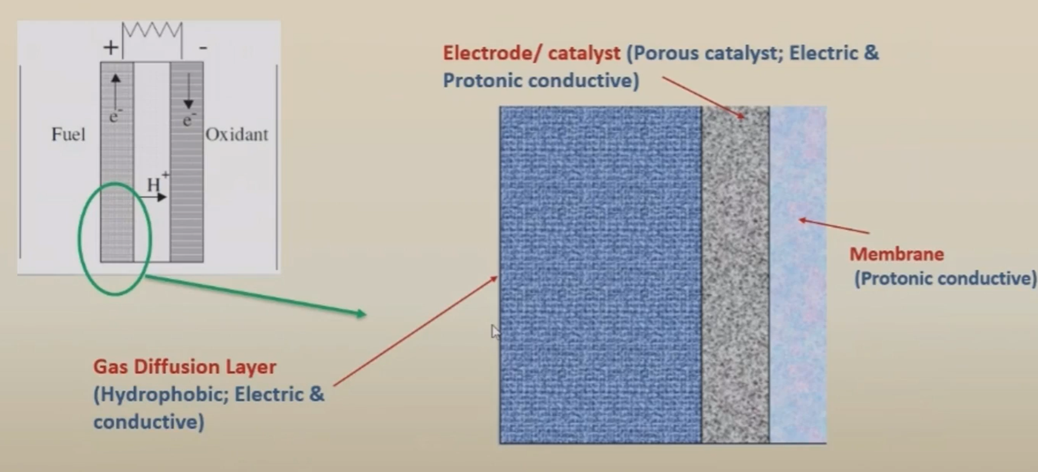 + -
e⁻ e⁻
Fuel Oxidant
H⁺
Electrode/ catalyst (Porous catalyst; Electric &
Protonic conductive)
Membrane
(Protonic conductive)
Gas Diffusion Layer
(Hydrophobic; Electric &
conductive)